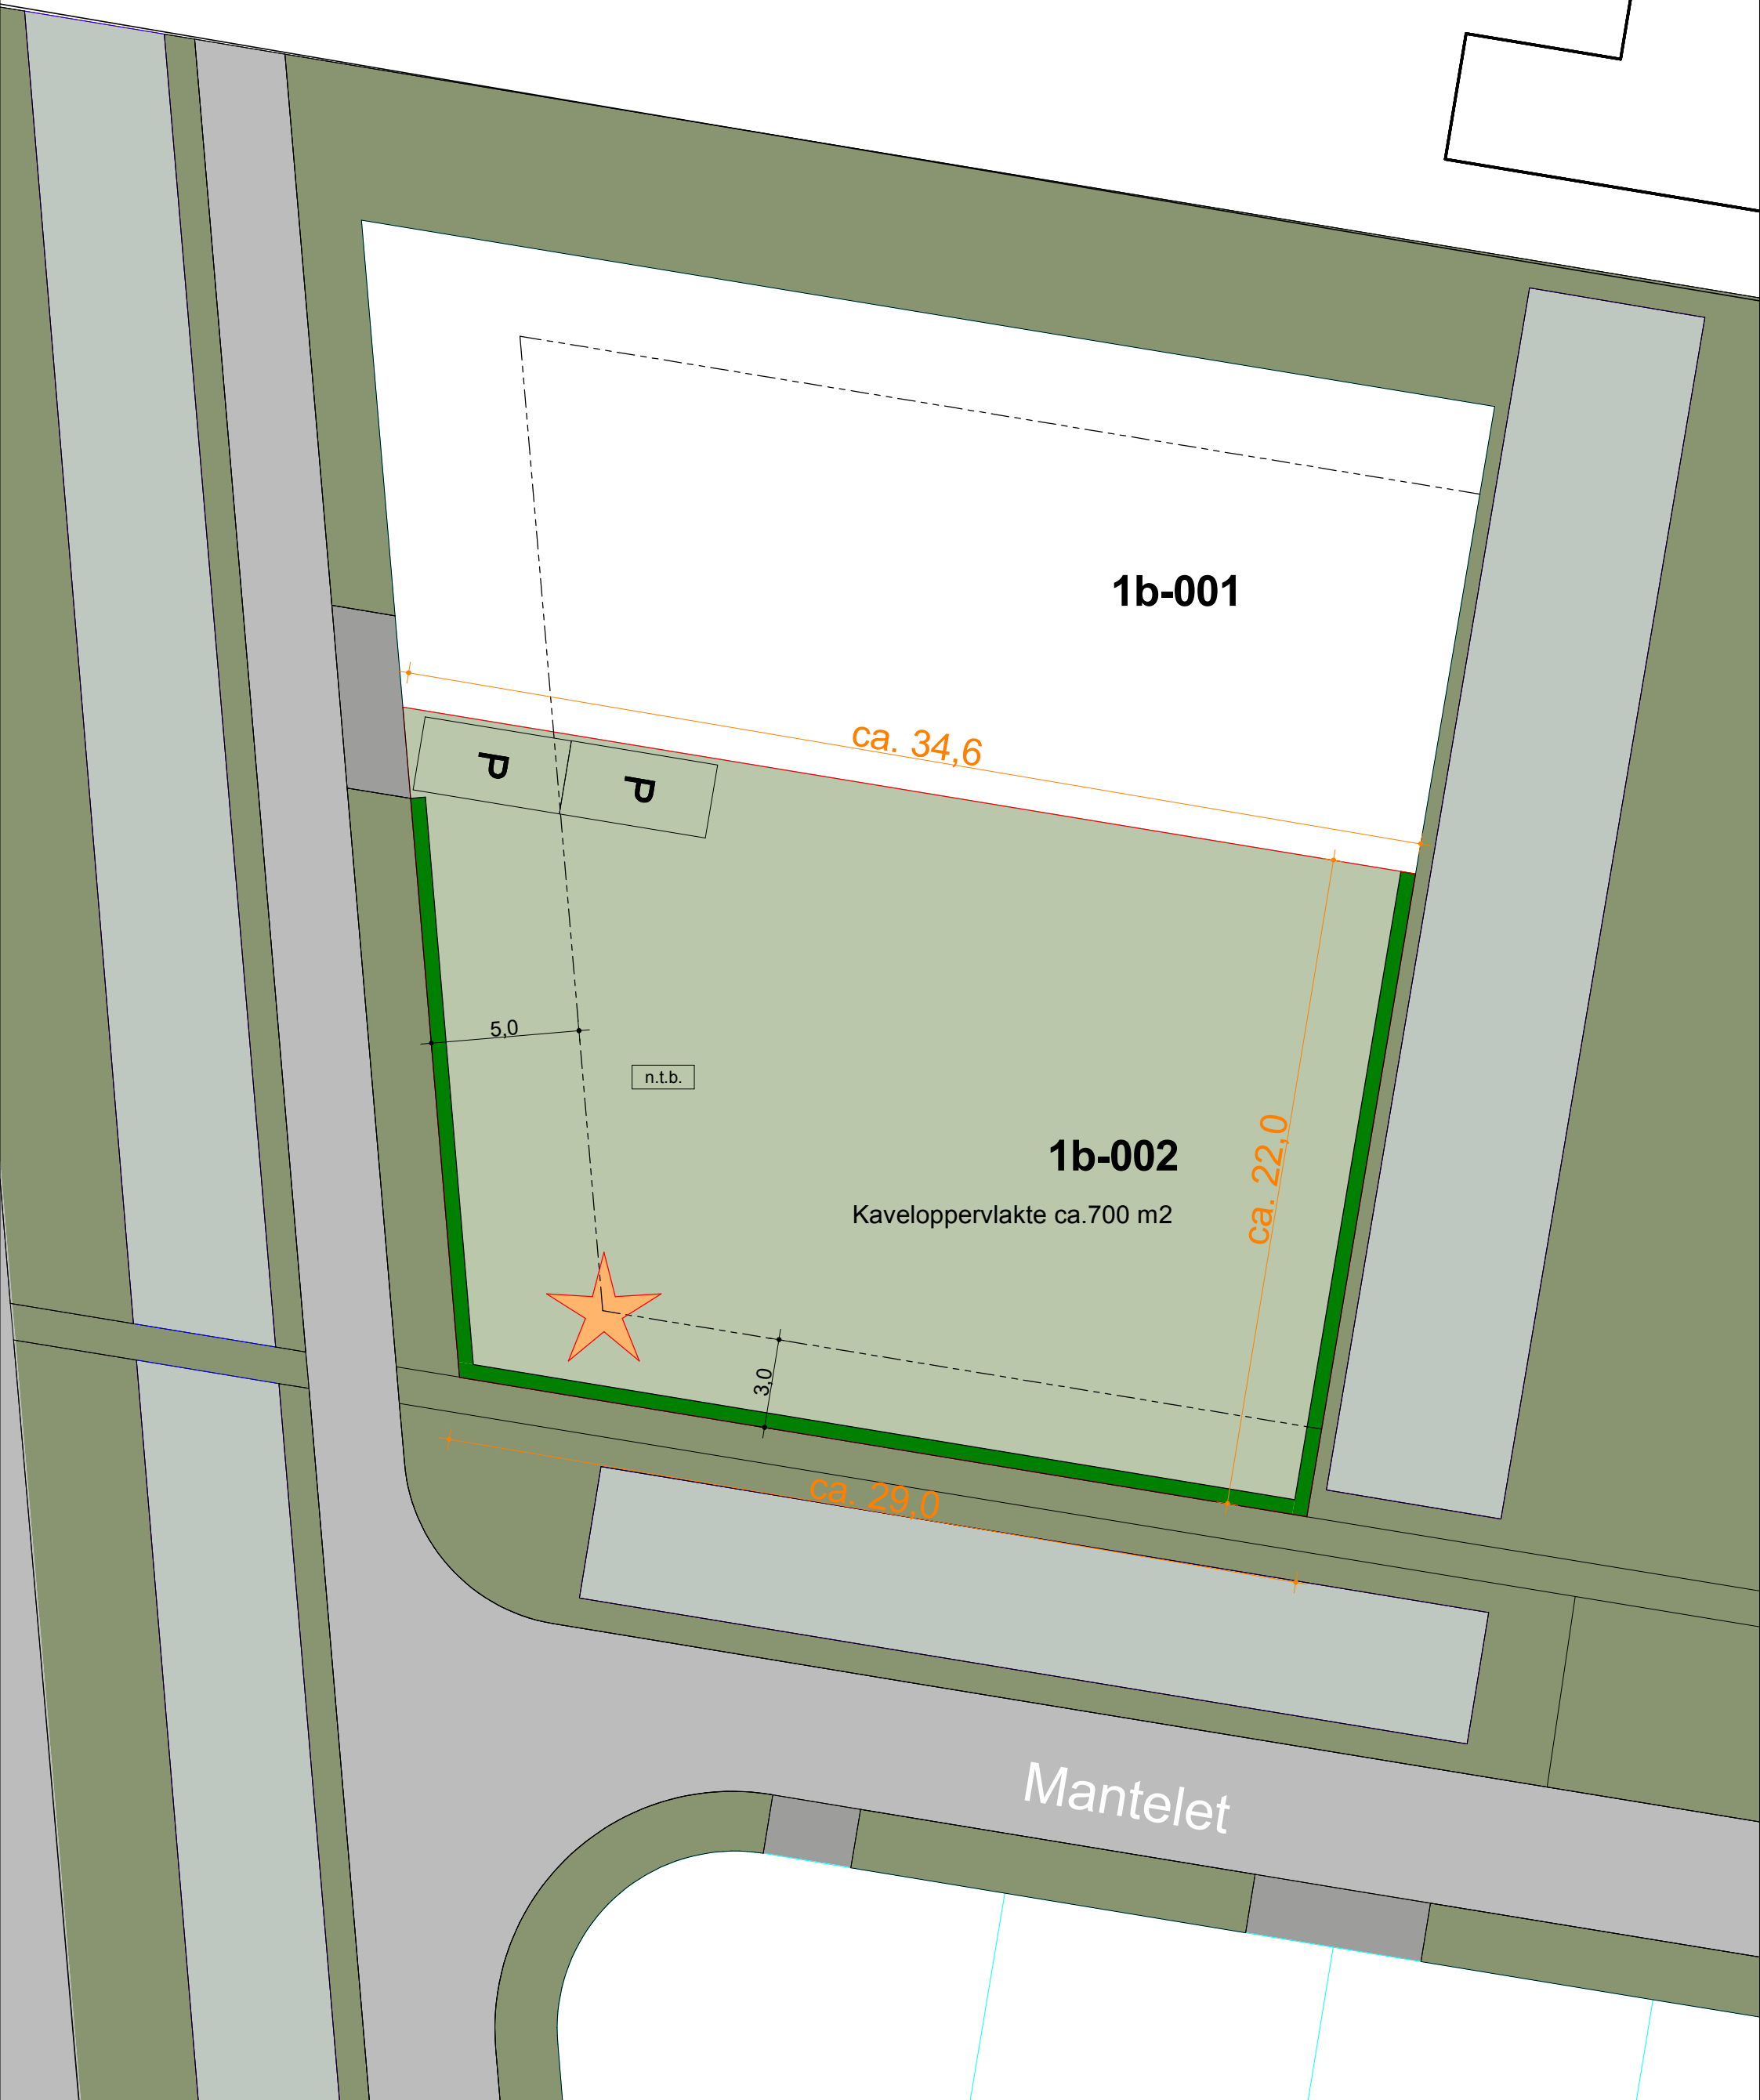 1b-001
ca. 34,6
P
P
5,0
n.t.b.
1b-002
ca. 22,0
Kaveloppervlakte ca.700 m2
3,0
ca. 29,0
Mantelet